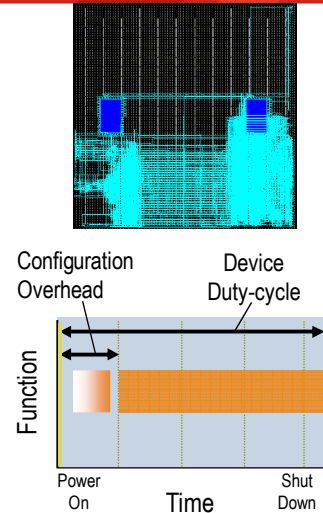 Configuration
Overhead
Device
Duty-cycle
Function
Power
On
Time
Shut
Down